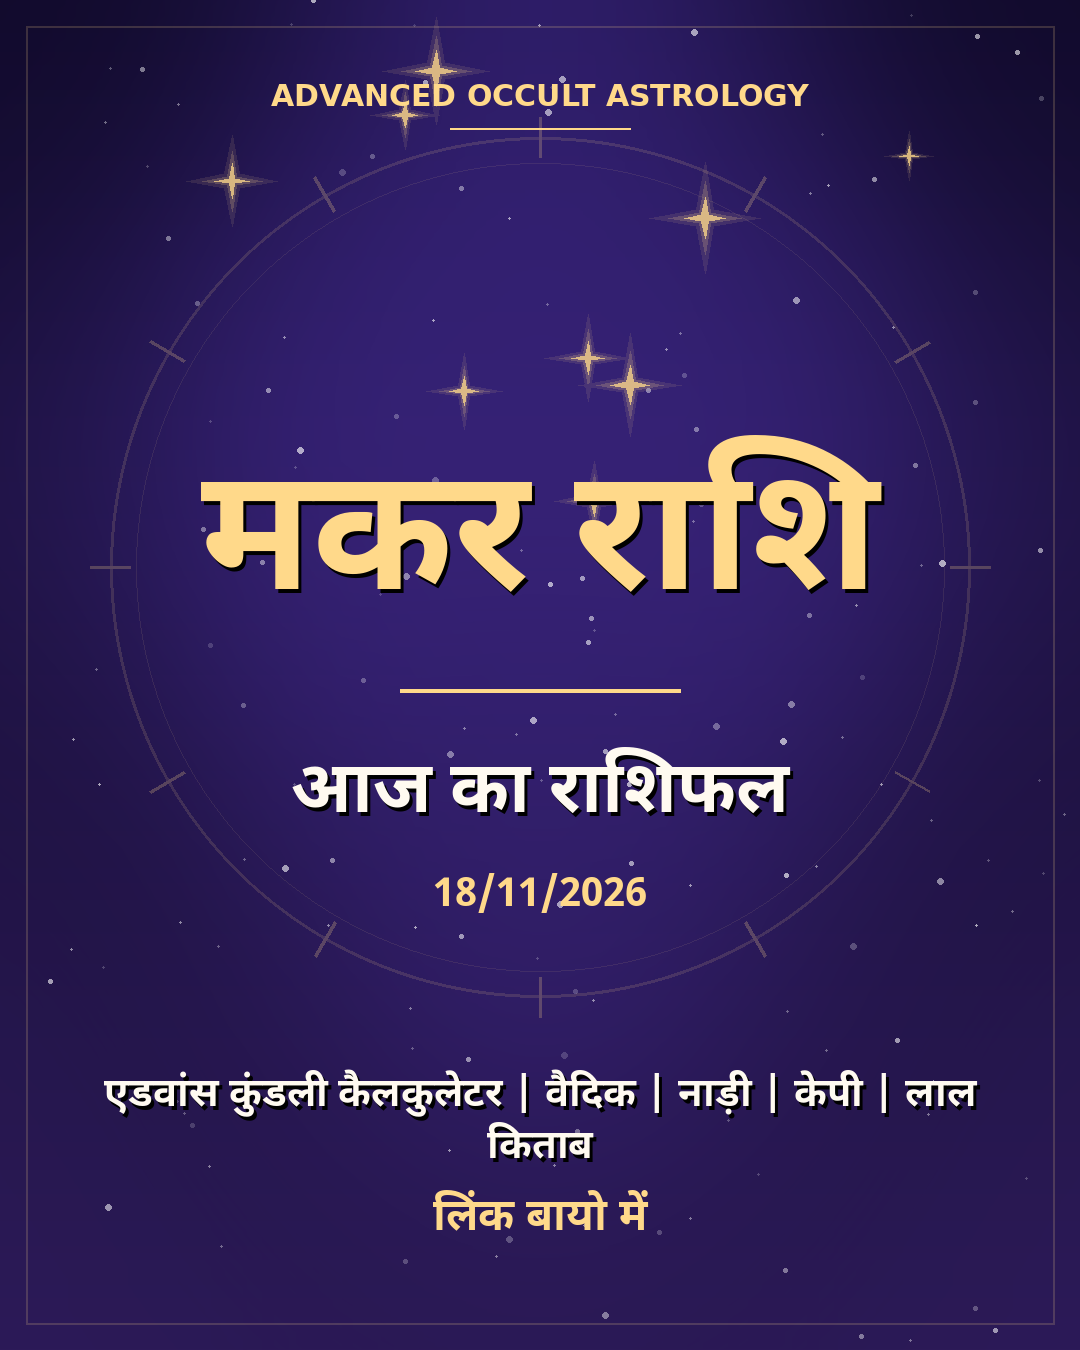 ADVANCED OCCULT ASTROLOGY
मकर राशि
आज का राशिफल
18/11/2026
एडवांस कुंडली कैलकुलेटर | वैदिक | नाड़ी | केपी | लाल
किताब
लिंक बायो में